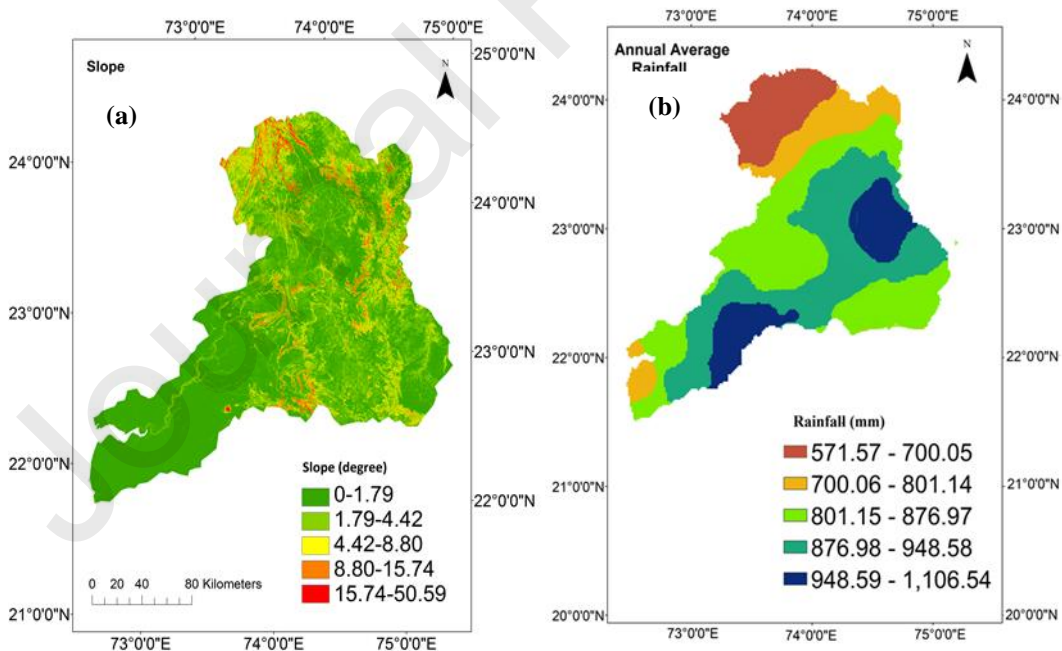 73°0'0"E 74°0'0"E 75°0'0"E
Slope
N
(a)
25°0'0"N
24°0'0"N
24°0'0"N
23°0'0"N
23°0'0"N
22°0'0"N
22°0'0"N
21°0'0"N
Slope (degree)
0-1.79
1.79-4.42
4.42-8.80
8.80-15.74
15.74-50.59
0 20 40 80 Kilometers
73°0'0"E 74°0'0"E 75°0'0"E
73°0'0"E 74°0'0"E 75°0'0"E
Annual Average
Rainfall
N
(b)
24°0'0"N 24°0'0"N
23°0'0"N 23°0'0"N
22°0'0"N 22°0'0"N
21°0'0"N 21°0'0"N
20°0'0"N 20°0'0"N
Rainfall (mm)
571.57 - 700.05
700.06 - 801.14
801.15 - 876.97
876.98 - 948.58
948.59 - 1,106.54
73°0'0"E 74°0'0"E 75°0'0"E
Journal P